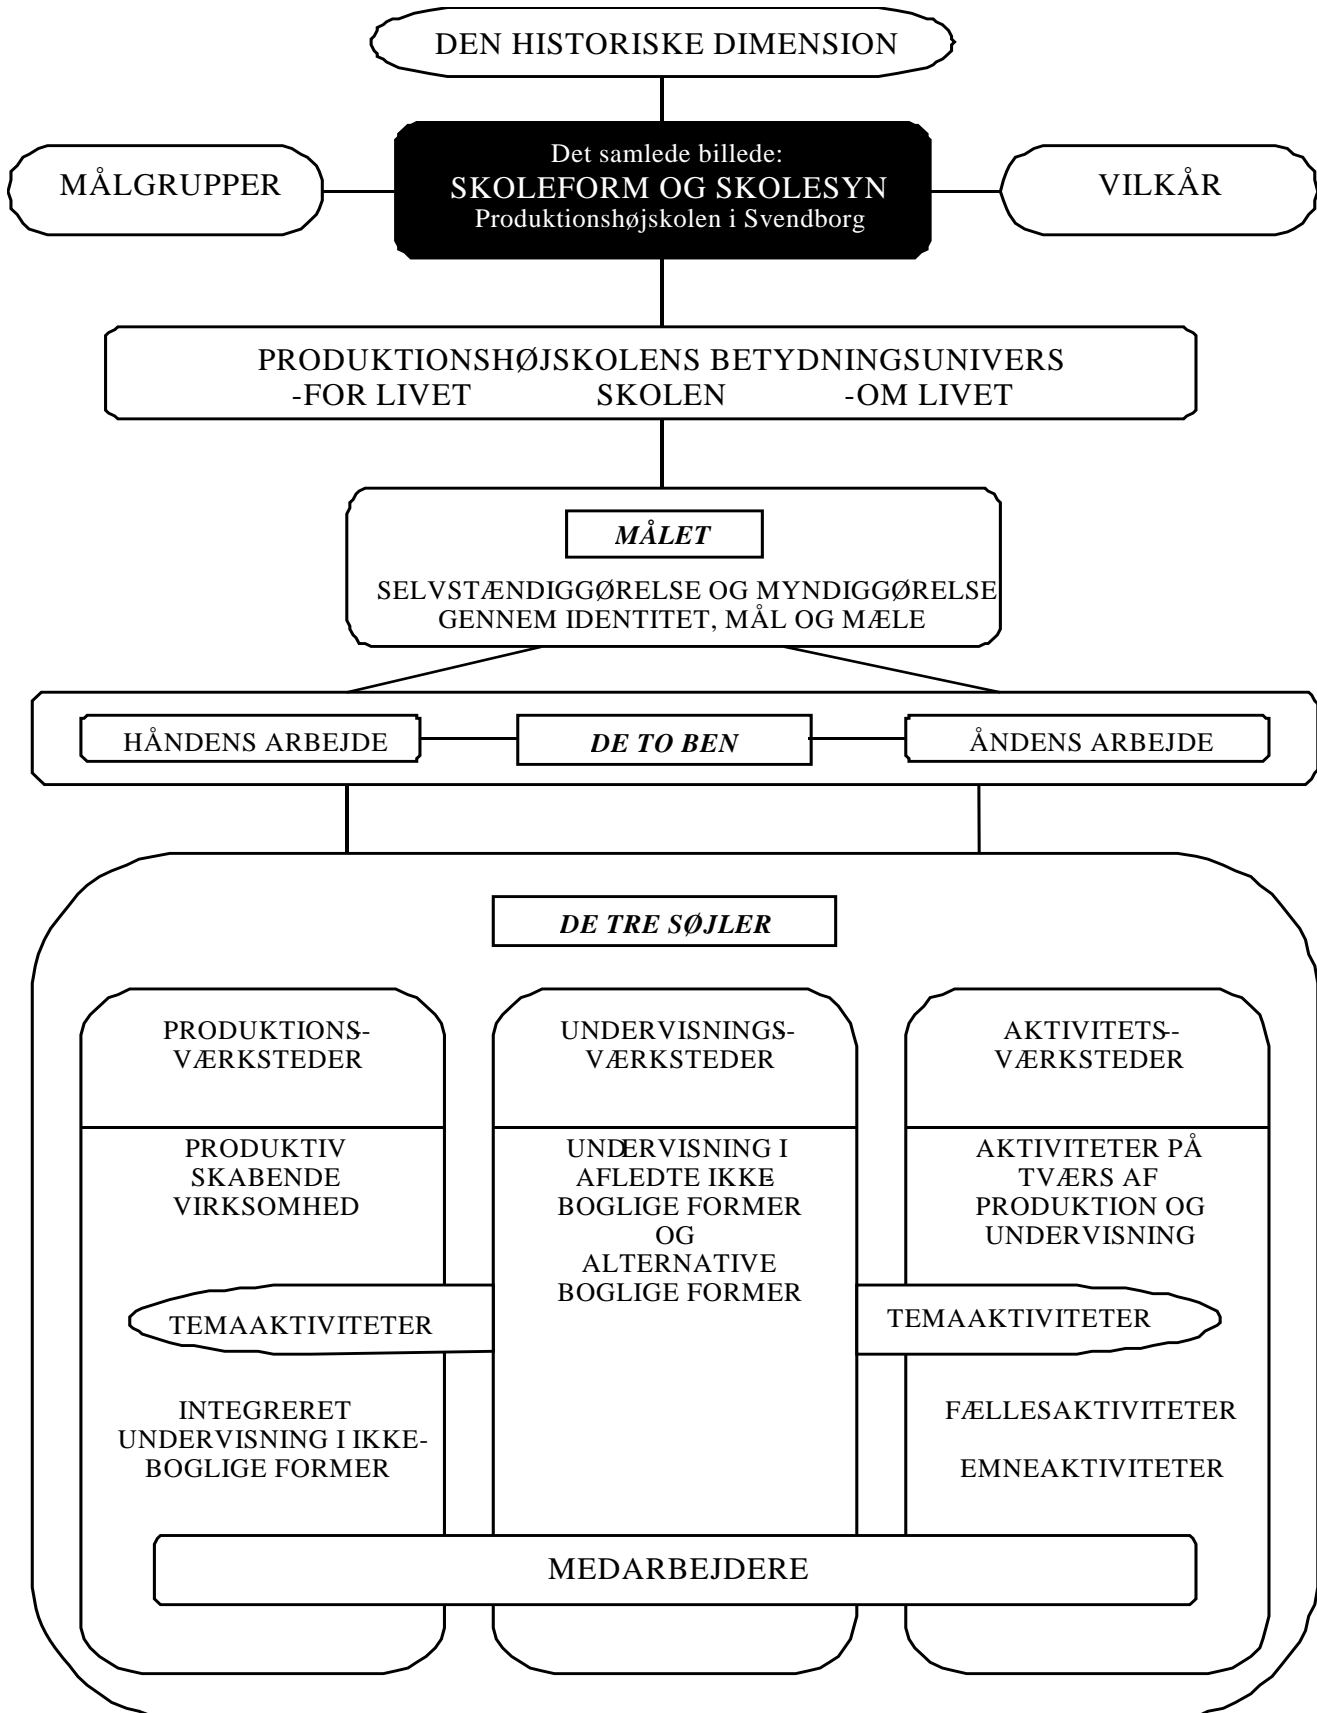 DEN HISTORISKE DIMENSION
Det samlede billede:
MÅLGRUPPER
SKOLEFORM OG SKOLESYN
VILKÅR
Produktionshøjskolen i Svendborg
PRODUKTIONSHØJSKOLENS BETYDNINGSUNIVERS
-FOR LIVET SKOLEN -OM LIVET
MÅLET
SELVSTÆNDIGGØRELSE OG MYNDIGGØRELSE
GENNEM IDENTITET, MÅL OG MÆLE
HÅNDENS ARBEJDE
DE TO BEN
ÅNDENS ARBEJDE
DE TRE SØJLER
PRODUKTIONS-
VÆRKSTEDER
PRODUKTIV
SKABENDE
VIRKSOMHED
TEMAAKTIVITETER
INTEGRERET
UNDERVISNING I IKKE-
BOGLIGE FORMER
UNDERVISNINGS-
VÆRKSTEDER
UNDERVISNING I
AFLEDTE IKKE-
BOGLIGE FORMER
OG
ALTERNATIVE
BOGLIGE FORMER
AKTIVITETS--
VÆRKSTEDER
AKTIVITETER PÅ
TVÆRS AF
PRODUKTION OG
UNDERVISNING
TEMAAKTIVITETER
FÆLLESAKTIVITETER
EMNEAKTIVITETER
MEDARBEJDERE